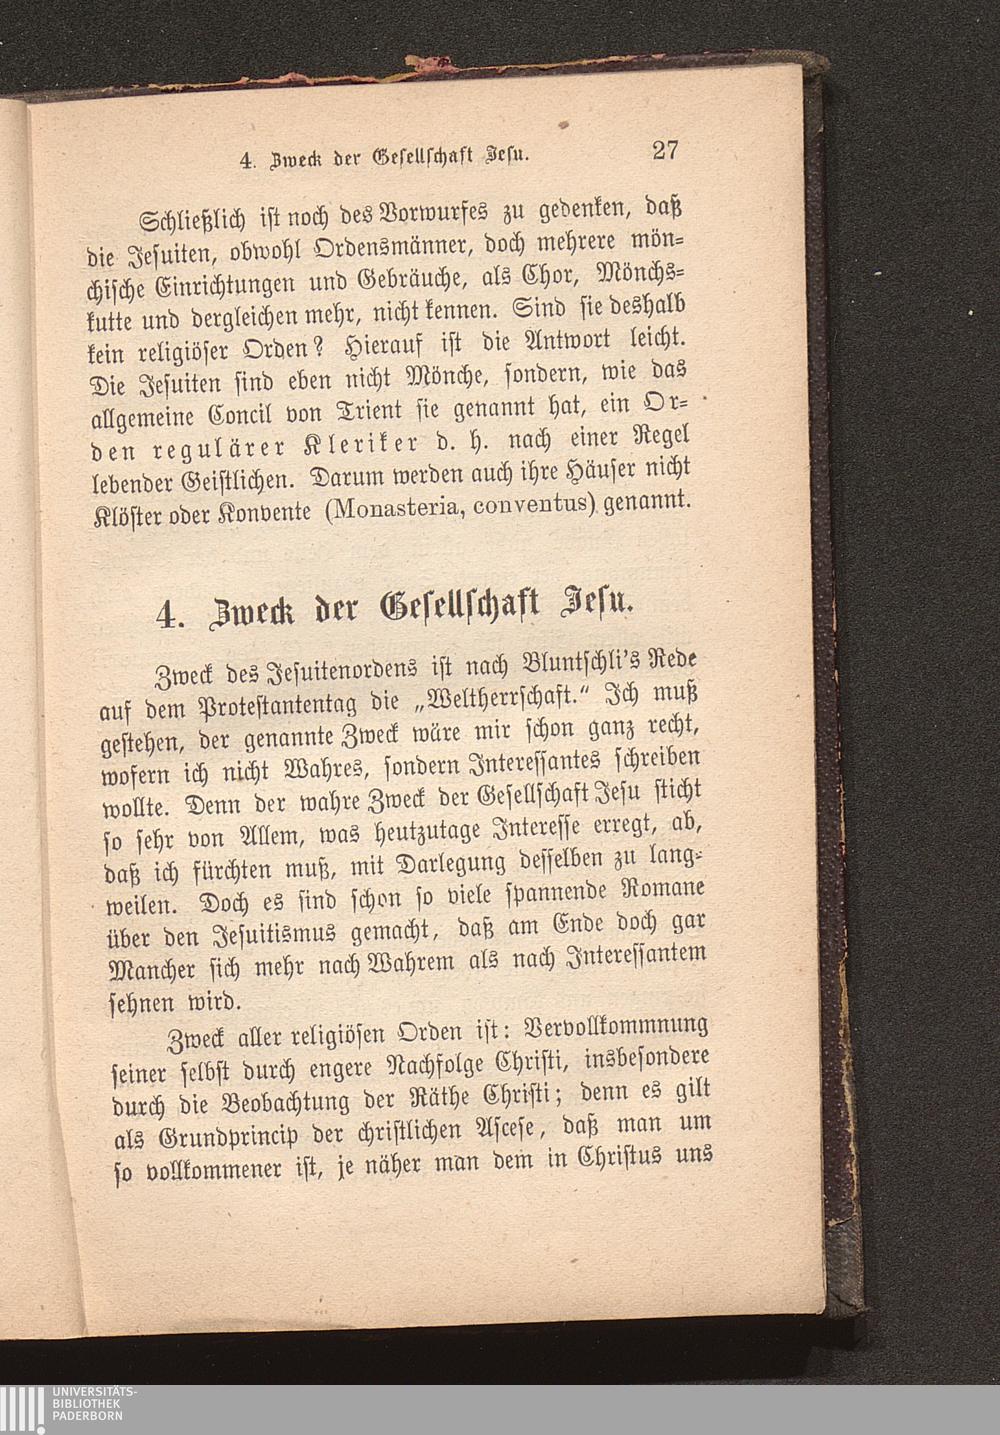 4. Zweck der Gesellschaft Jesu. 27
Schließlich ist noch des Vorwurfes zu gedenken, daß
die Jesuiten, obwohl Ordensmänner, doch mehrere mön-
chische Einrichtungen und Gebräuche, als Chor, Mönchs-
kutte und dergleichen mehr, nicht kennen. Sind sie deshalb
kein religiöser Orden? Hierauf ist die Antwort leicht.
Die Jesuiten sind eben nicht Mönche, sondern, wie das
allgemeine Concil von Trient sie genannt hat, ein Or-
den regulärer Kleriker d. h. nach einer Regel
lebender Geistlichen. Darum werden auch ihre Häuser nicht
Klöster oder Konvente (Monasteria, conventus) genannt.
4. Zweck der Gesellschaft Jesu.
Zweck des Jesuitenordens ist nach Bluntschli's Rede
auf dem Protestantentag die „Weltherrschaft.“ Ich muß
gestehen, der genannte Zweck wäre mir schon ganz recht,
wofern ich nicht Wahres, sondern Interessantes schreiben
wollte. Denn der wahre Zweck der Gesellschaft Jesu sticht
so sehr von Allem, was heutzutage Interesse erregt, ab,
daß ich fürchten muß, mit Darlegung desselben zu lang-
weilen. Doch es sind schon so viele spannende Romane
über den Jesuitismus gemacht, daß am Ende doch gar
Mancher sich mehr nach Wahrem als nach Interessantem
sehnen wird.
Zweck aller religiösen Orden ist: Vervollkommnung
seiner selbst durch engere Nachfolge Christi, insbesondere
durch die Beobachtung der Räthe Christi; denn es gilt
als Grundprincip der christlichen Ascese, daß man um
so vollkommener ist, je näher man dem in Christus uns
UNIVERSITÄTS-
BIBLIOTHEK
PADERBORN